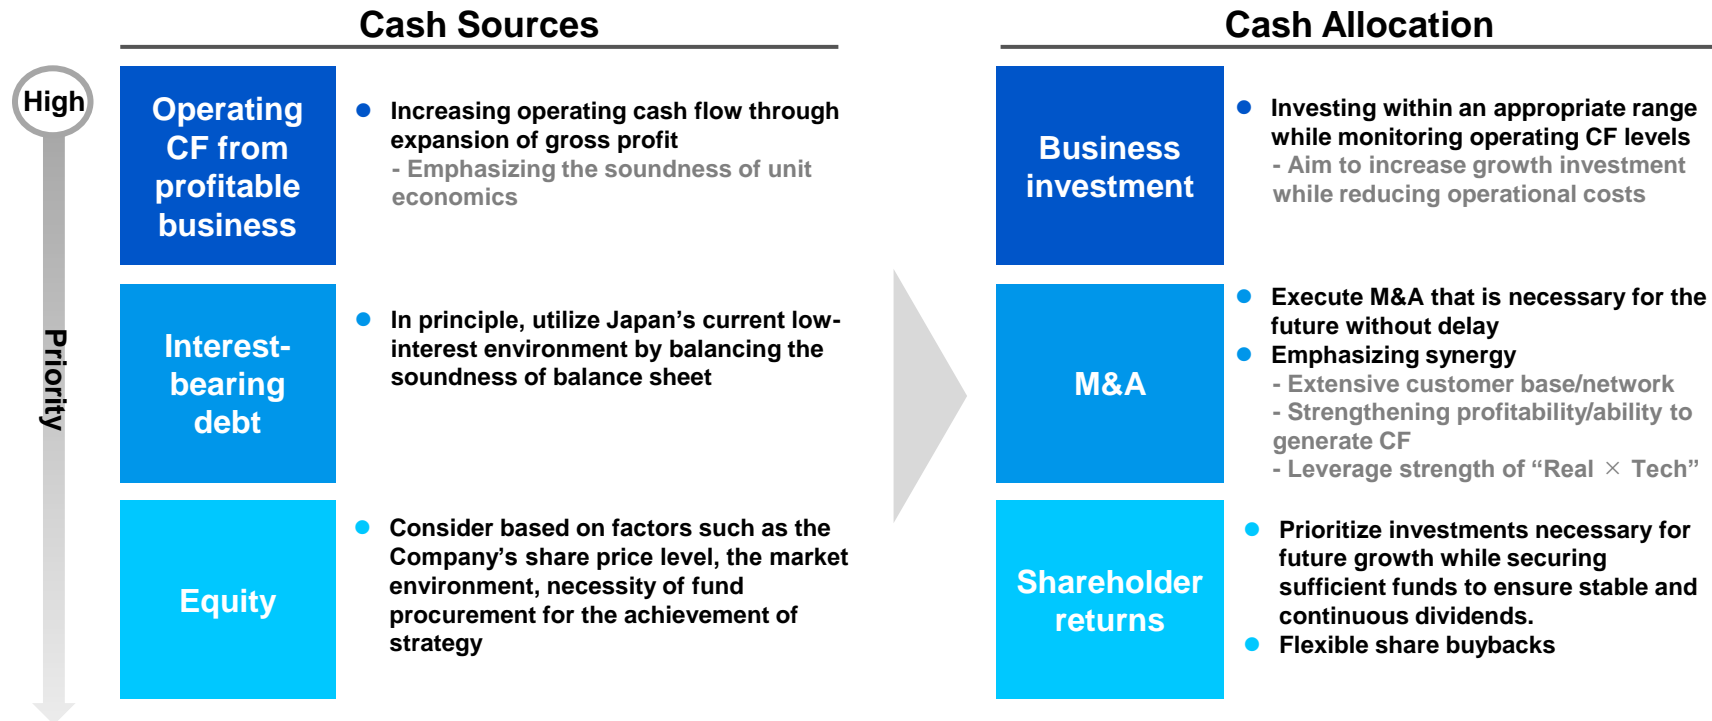 Cash Sources
Cash Allocation
High
Priority
Operating
CF from
profitable
business
● Increasing operating cash flow through
expansion of gross profit
- Emphasizing the soundness of unit
economics
Interest-
bearing
debt
● In principle, utilize Japan’s current low-
interest environment by balancing the
soundness of balance sheet
Equity
● Consider based on factors such as the
Company’s share price level, the market
environment, necessity of fund
procurement for the achievement of
strategy
Business
investment
● Investing within an appropriate range
while monitoring operating CF levels
- Aim to increase growth investment
while reducing operational costs
M&A
● Execute M&A that is necessary for the
future without delay
● Emphasizing synergy
- Extensive customer base/network
- Strengthening profitability/ability to
generate CF
- Leverage strength of “Real × Tech”
Shareholder
returns
● Prioritize investments necessary for
future growth while securing
sufficient funds to ensure stable and
continuous dividends.
● Flexible share buybacks